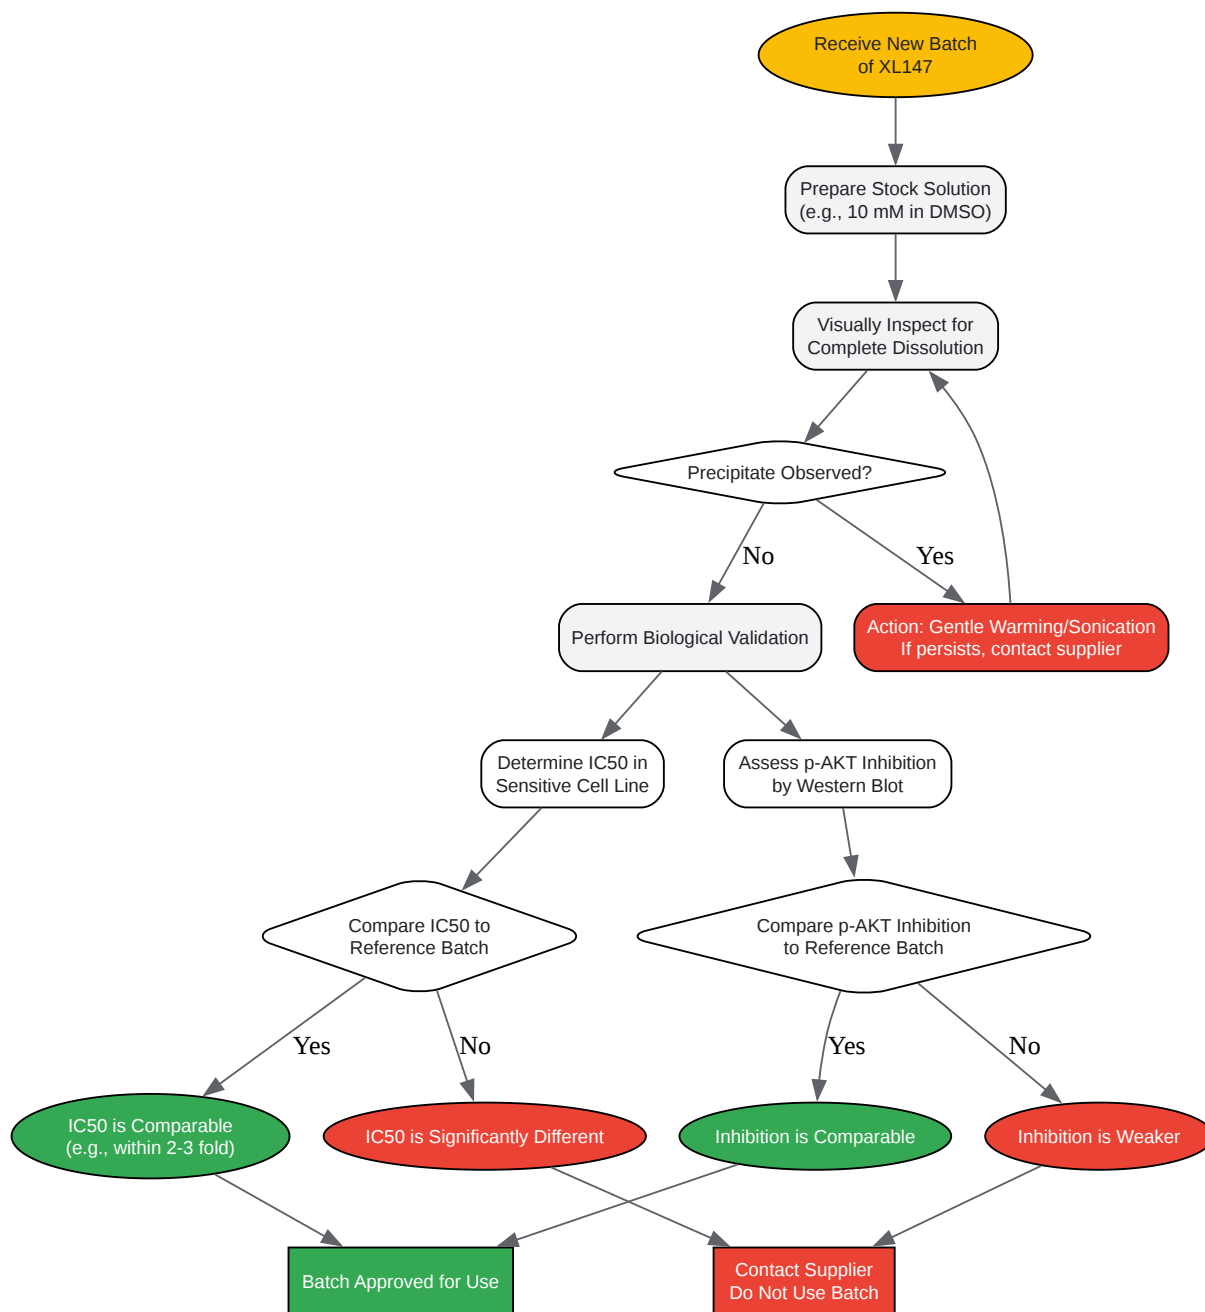 Receive New Batch
of XL147
Prepare Stock Solution
(e.g., 10 mM in DMSO)
Visually Inspect for
Complete Dissolution
Precipitate Observed?
No
Yes
Perform Biological Validation
Action: Gentle Warming/Sonication
If persists, contact supplier
Determine IC50 in
Sensitive Cell Line
Assess p-AKT Inhibition
by Western Blot
Compare IC50 to
Reference Batch
Compare p-AKT Inhibition
to Reference Batch
Yes
No
Yes
No
IC50 is Comparable
(e.g., within 2-3 fold)
IC50 is Significantly Different
Inhibition is Comparable
Inhibition is Weaker
Batch Approved for Use
Contact Supplier
Do Not Use Batch